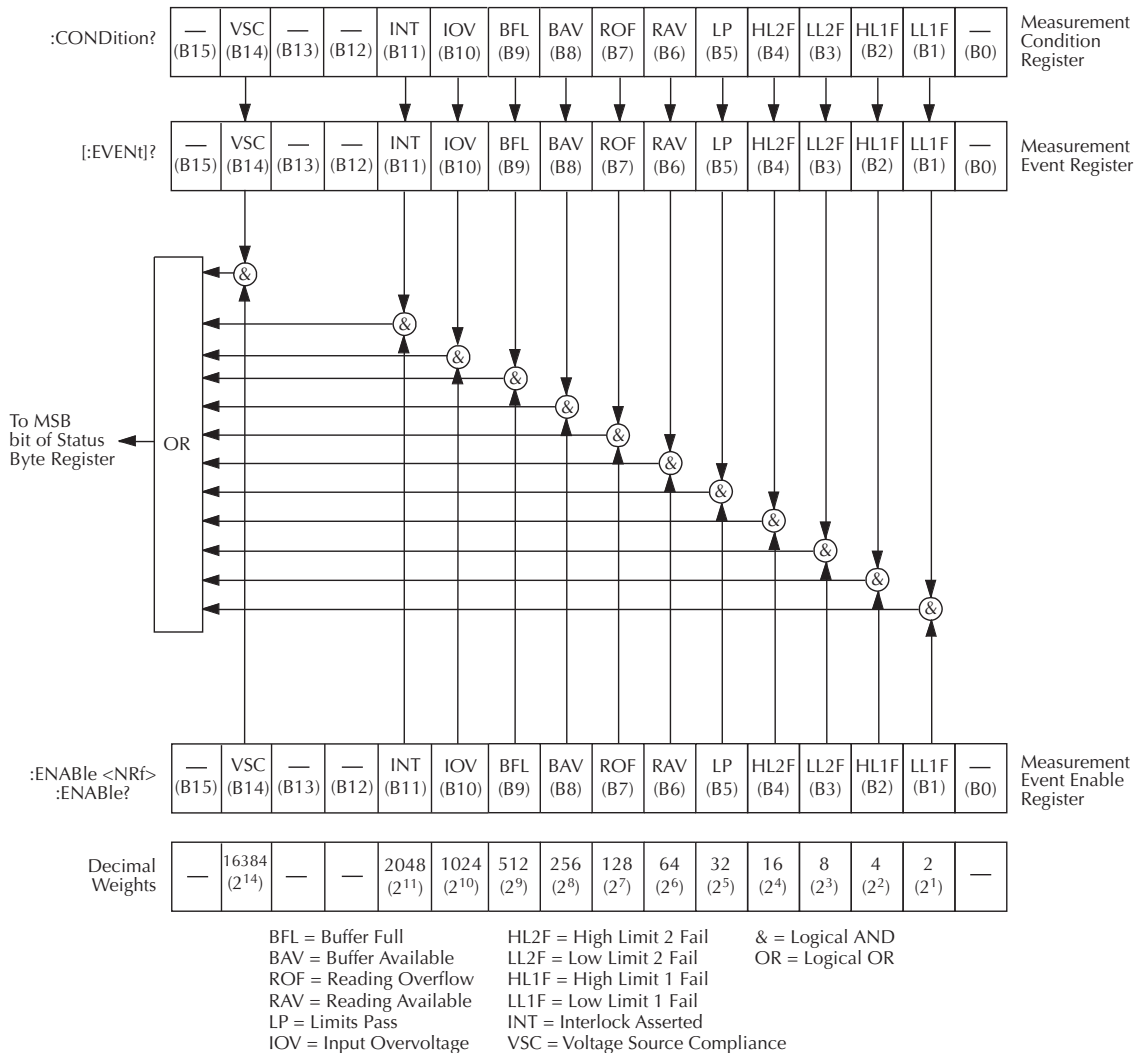 :CONDition?
— VSC — — INT IOV BFL BAV ROF RAV LP HL2F LL2F HL1F LL1F —
(B15) (B14) (B13) (B12) (B11) (B10) (B9) (B8) (B7) (B6) (B5) (B4) (B3) (B2) (B1) (B0)
Measurement
Condition
Register
[:EVENt]?
— VSC — — INT IOV BFL BAV ROF RAV LP HL2F LL2F HL1F LL1F —
(B15) (B14) (B13) (B12) (B11) (B10) (B9) (B8) (B7) (B6) (B5) (B4) (B3) (B2) (B1) (B0)
Measurement
Event Register
&
&
&
&
&
&
&
&
&
&
&
&
To MSB
bit of Status
Byte Register
OR
:ENABle <NRf>
:ENABle?
— VSC — — INT IOV BFL BAV ROF RAV LP HL2F LL2F HL1F LL1F —
(B15) (B14) (B13) (B12) (B11) (B10) (B9) (B8) (B7) (B6) (B5) (B4) (B3) (B2) (B1) (B0)
Measurement
Event Enable
Register
Decimal
Weights
— 16384 — — 2048 1024 512 256 128 64 32 16 8 4 2 —
(2¹⁴) (2¹¹) (2¹⁰) (2⁹) (2⁸) (2⁷) (2⁶) (2⁵) (2⁴) (2³) (2²) (2¹)
BFL = Buffer Full
BAV = Buffer Available
ROF = Reading Overflow
RAV = Reading Available
LP = Limits Pass
IOV = Input Overvoltage
HL2F = High Limit 2 Fail
LL2F = Low Limit 2 Fail
HL1F = High Limit 1 Fail
LL1F = Low Limit 1 Fail
INT = Interlock Asserted
VSC = Voltage Source Compliance
& = Logical AND
OR = Logical OR